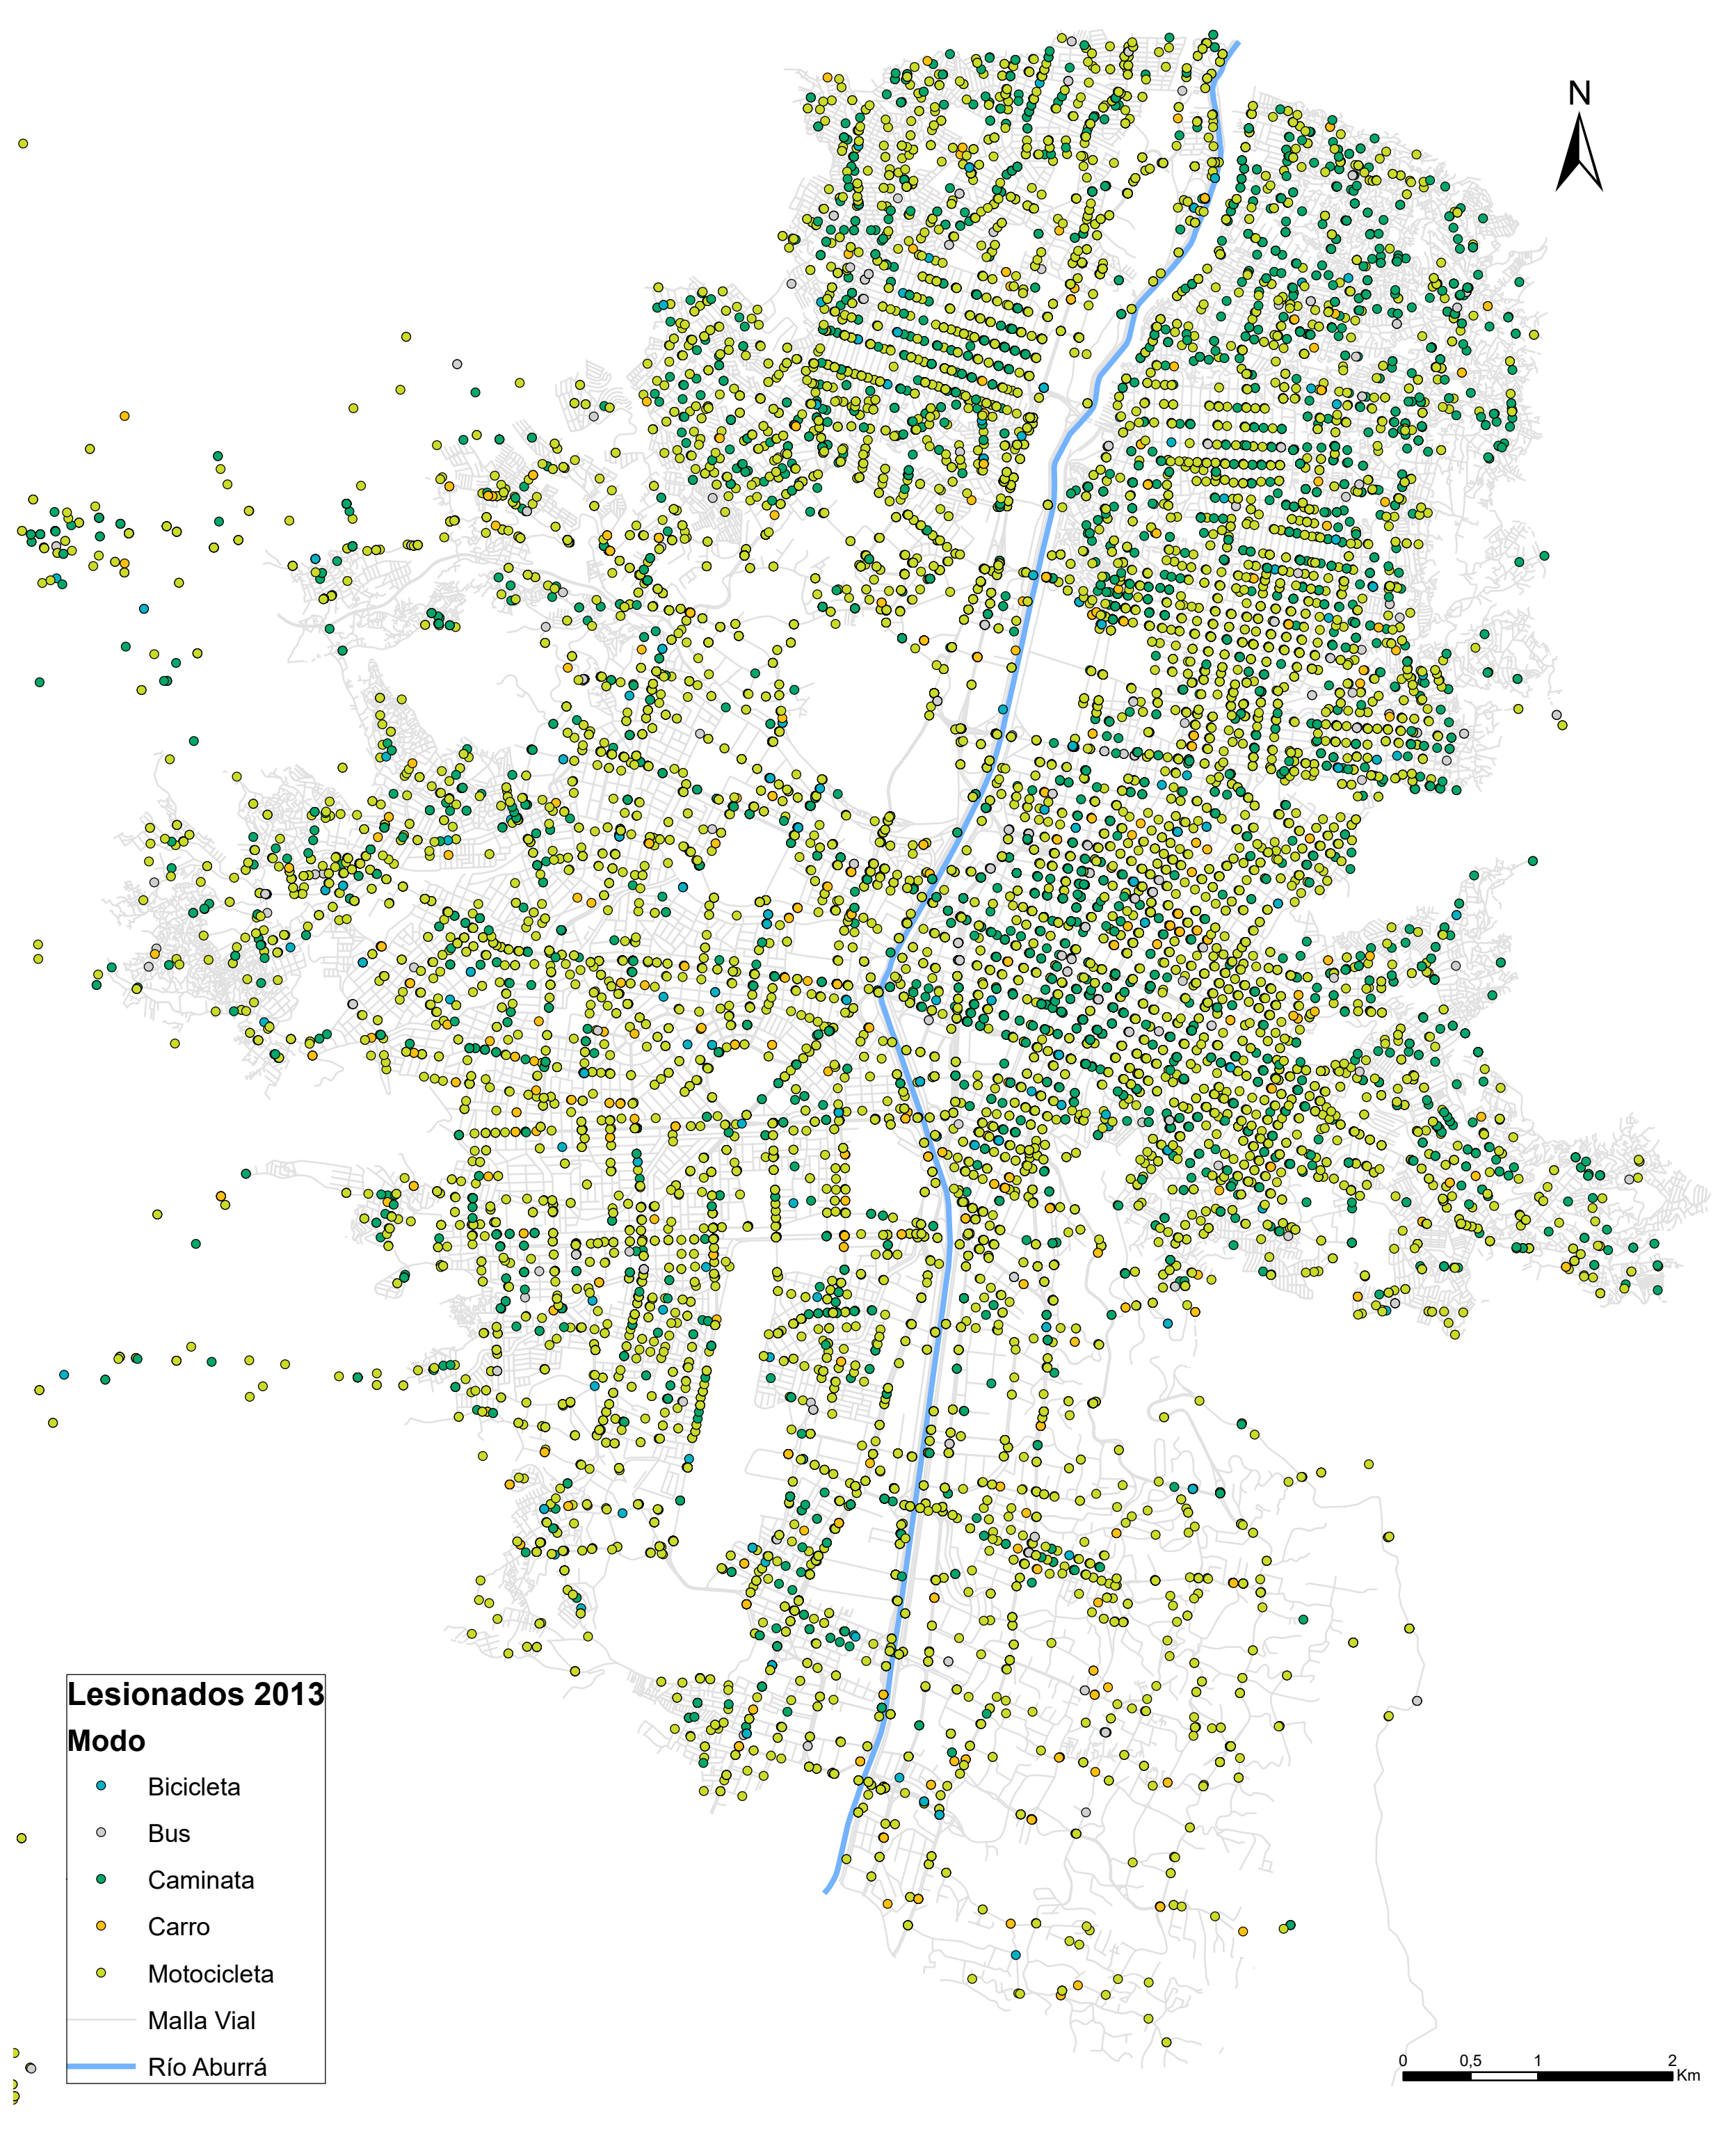 N
Lesionados 2013
Modo
Bicicleta
Bus
Caminata
Carro
Motocicleta
Malla Vial
Río Aburrá
0 0,5 1 2
Km